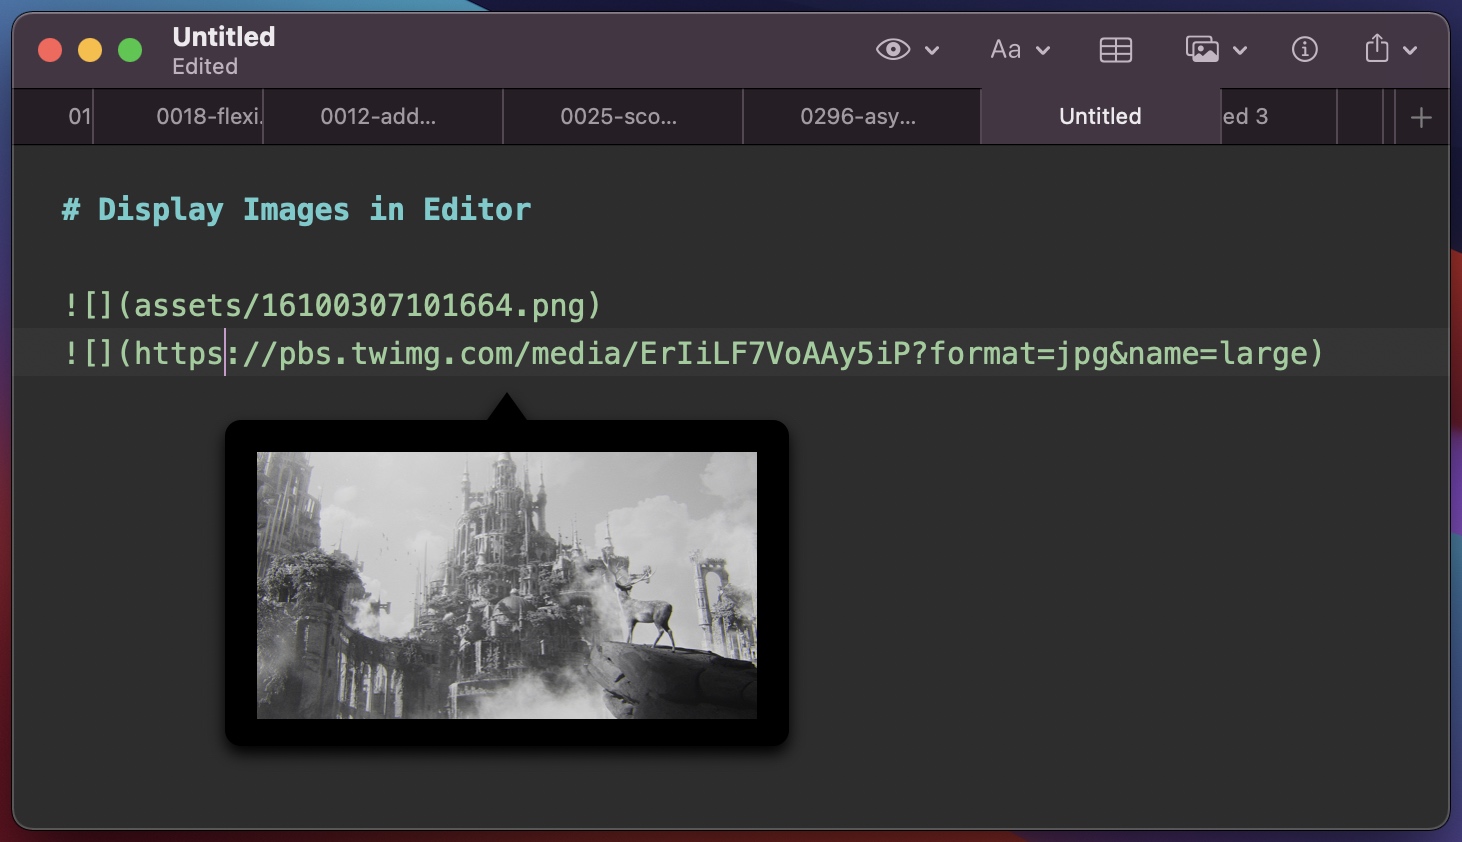 Untitled
Edited
Aa
01
0018-flexi.
0012-add...
0025-sco...
0296-asy...
Untitled
ed 3
# Display Images in Editor
![](assets/16100307101664.png)
![](https://pbs.twimg.com/media/ErIiLF7VoAAy5iP?format=jpg&name=large)